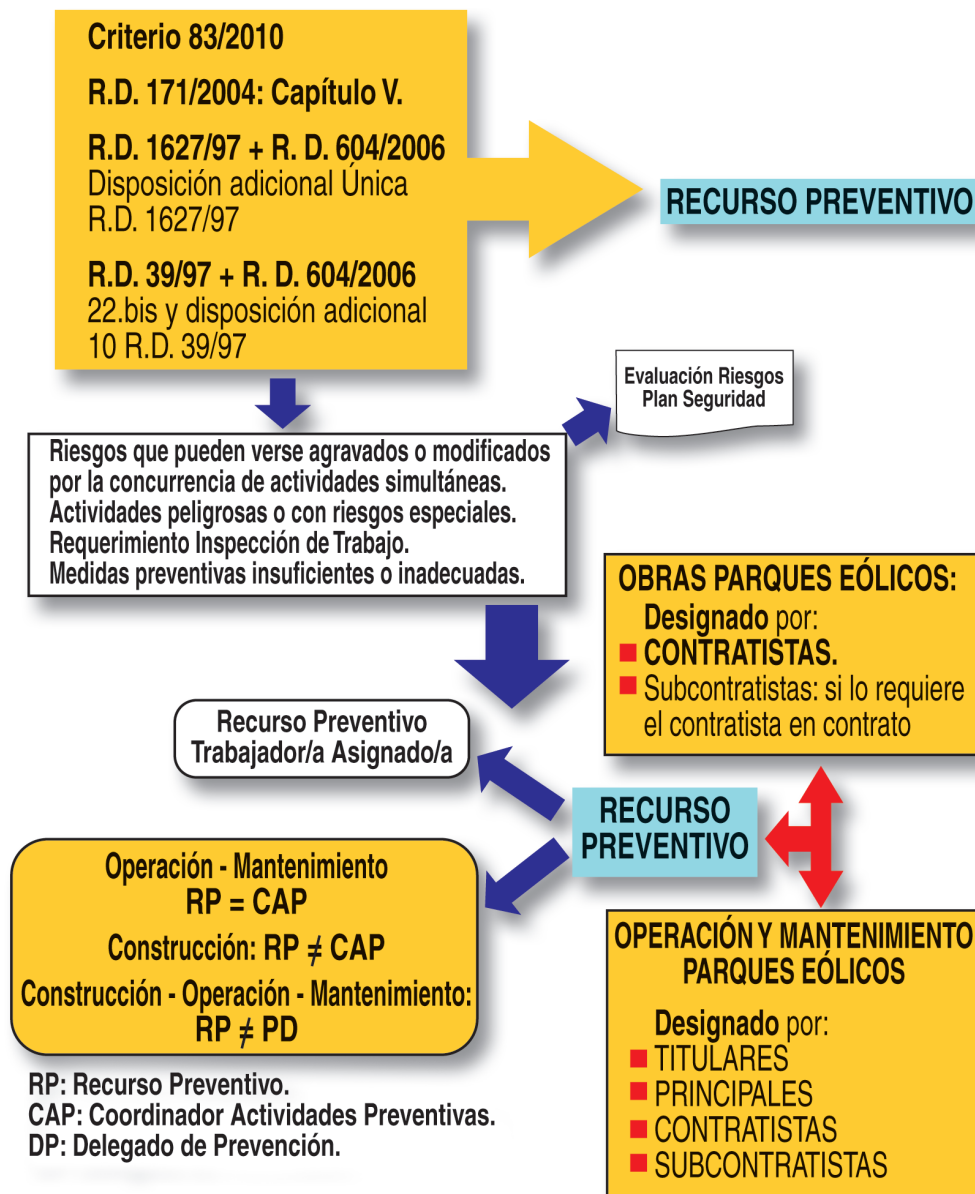 Criterio 83/2010
R.D. 171/2004: Capítulo V.
R.D. 1627/97 + R. D. 604/2006
Disposición adicional Única
R.D. 1627/97
R.D. 39/97 + R. D. 604/2006
22.bis y disposición adicional
10 R.D. 39/97
RECURSO PREVENTIVO
Evaluación Riesgos
Plan Seguridad
Riesgos que pueden verse agravados o modificados
por la concurrencia de actividades simultáneas.
Actividades peligrosas o con riesgos especiales.
Requerimiento Inspección de Trabajo.
Medidas preventivas insuficientes o inadecuadas.
OBRAS PARQUES EÓLICOS:
Designado por:
CONTRATISTAS.
Subcontratistas: si lo requiere
el contratista en contrato
Recurso Preventivo
Trabajador/a Asignado/a
RECURSO
PREVENTIVO
Operación - Mantenimiento
RP = CAP
Construcción: RP ≠ CAP
Construcción - Operación - Mantenimiento:
RP ≠ PD
OPERACIÓN Y MANTENIMIENTO
PARQUES EÓLICOS
Designado por:
TITULARES
PRINCIPALES
CONTRATISTAS
SUBCONTRATISTAS
RP: Recurso Preventivo.
CAP: Coordinador Actividades Preventivas.
DP: Delegado de Prevención.